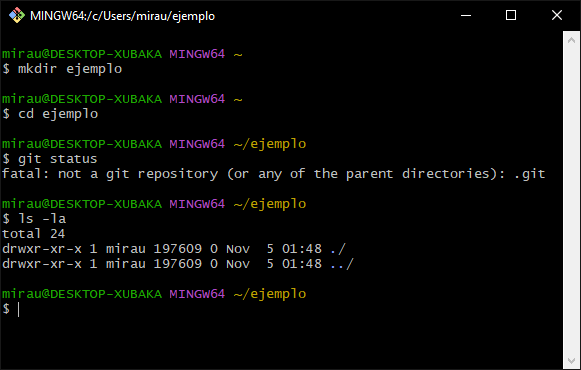 MINGW64:/c/Users/mirau/ejemplo
mirau@DESKTOP-XUBAKA MINGW64 ~
$ mkdir ejemplo
mirau@DESKTOP-XUBAKA MINGW64 ~
$ cd ejemplo
mirau@DESKTOP-XUBAKA MINGW64 ~/ejemplo
$ git status
fatal: not a git repository (or any of the parent directories): .git
mirau@DESKTOP-XUBAKA MINGW64 ~/ejemplo
$ ls -la
total 24
drwxr-xr-x 1 mirau 197609 0 Nov  5 01:48 ./
drwxr-xr-x 1 mirau 197609 0 Nov  5 01:48 ../
mirau@DESKTOP-XUBAKA MINGW64 ~/ejemplo
$